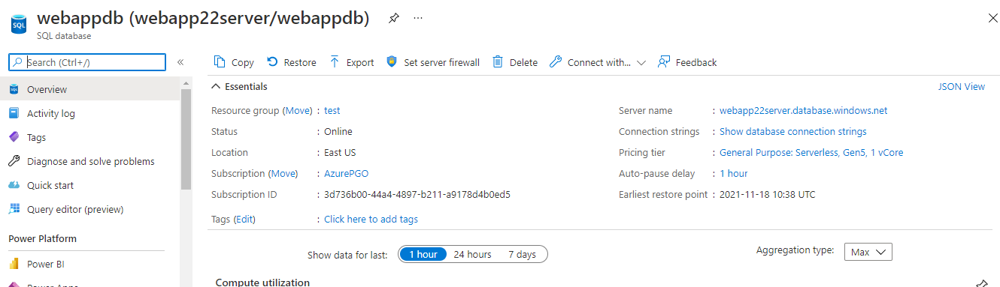 webappdb (webapp22server/webappdb)
...
SQL
SQL database
Search (Ctrl+/)
«
Copy
Restore
Export
Set server firewall
Delete
Connect with...
Feedback
Overview
Activity log
Tags
Diagnose and solve problems
Quick start
Query editor (preview)
Power Platform
Power BI
Power Apps
Essentials
JSON View
Resource group (Move) : test
Status : Online
Location : East US
Subscription (Move) : AzurePGO
Subscription ID : 3d736b00-44a4-4897-b211-a9178d4b0ed5
Tags (Edit) : Click here to add tags
Server name : webapp22server.database.windows.net
Connection strings : Show database connection strings
Pricing tier : General Purpose: Serverless, Gen5, 1 vCore
Auto-pause delay : 1 hour
Earliest restore point : 2021-11-18 10:38 UTC
Show data for last: 1 hour 24 hours 7 days
Aggregation type: Max
Compute utilization